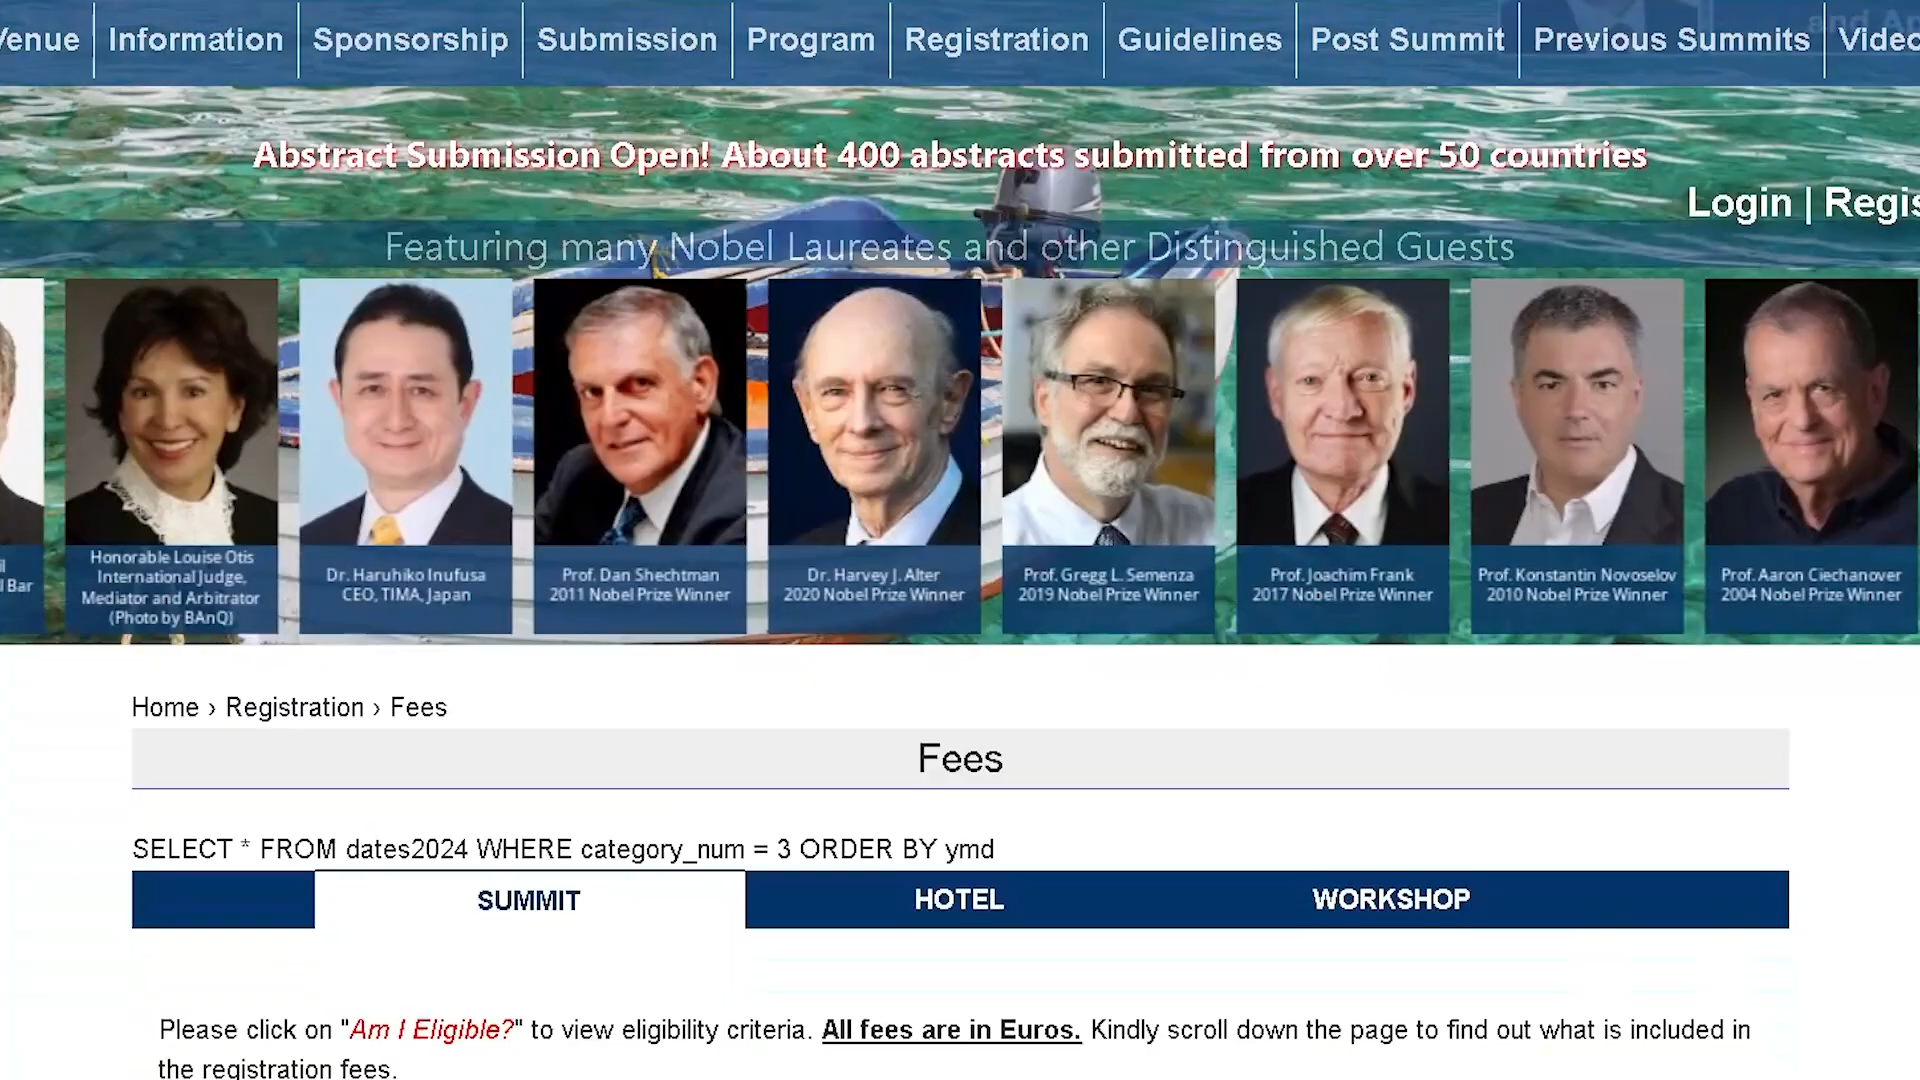 Venue Information Sponsorship Submission Program Registration Guidelines Post Summit Previous Summits Video
Abstract Submission Open! About 400 abstracts submitted from over 50 countries
Login | Regis
Featuring many Nobel Laureates and other Distinguished Guests
l Bar
Honorable Louise Otis
International Judge,
Mediator and Arbitrator
(Photo by BAnQ)
Dr. Haruhiko Inufusa
CEO, TIMA, Japan
Prof. Dan Shechtman
2011 Nobel Prize Winner
Dr. Harvey J. Alter
2020 Nobel Prize Winner
Prof. Gregg L. Semenza
2019 Nobel Prize Winner
Prof. Joachim Frank
2017 Nobel Prize Winner
Prof. Konstantin Novoselov
2010 Nobel Prize Winner
Prof. Aaron Ciechanover
2004 Nobel Prize Winner
Home › Registration › Fees
Fees
SELECT * FROM dates2024 WHERE category_num = 3 ORDER BY ymd
SUMMIT HOTEL WORKSHOP
Please click on "Am I Eligible?" to view eligibility criteria. All fees are in Euros. Kindly scroll down the page to find out what is included in
the registration fees.